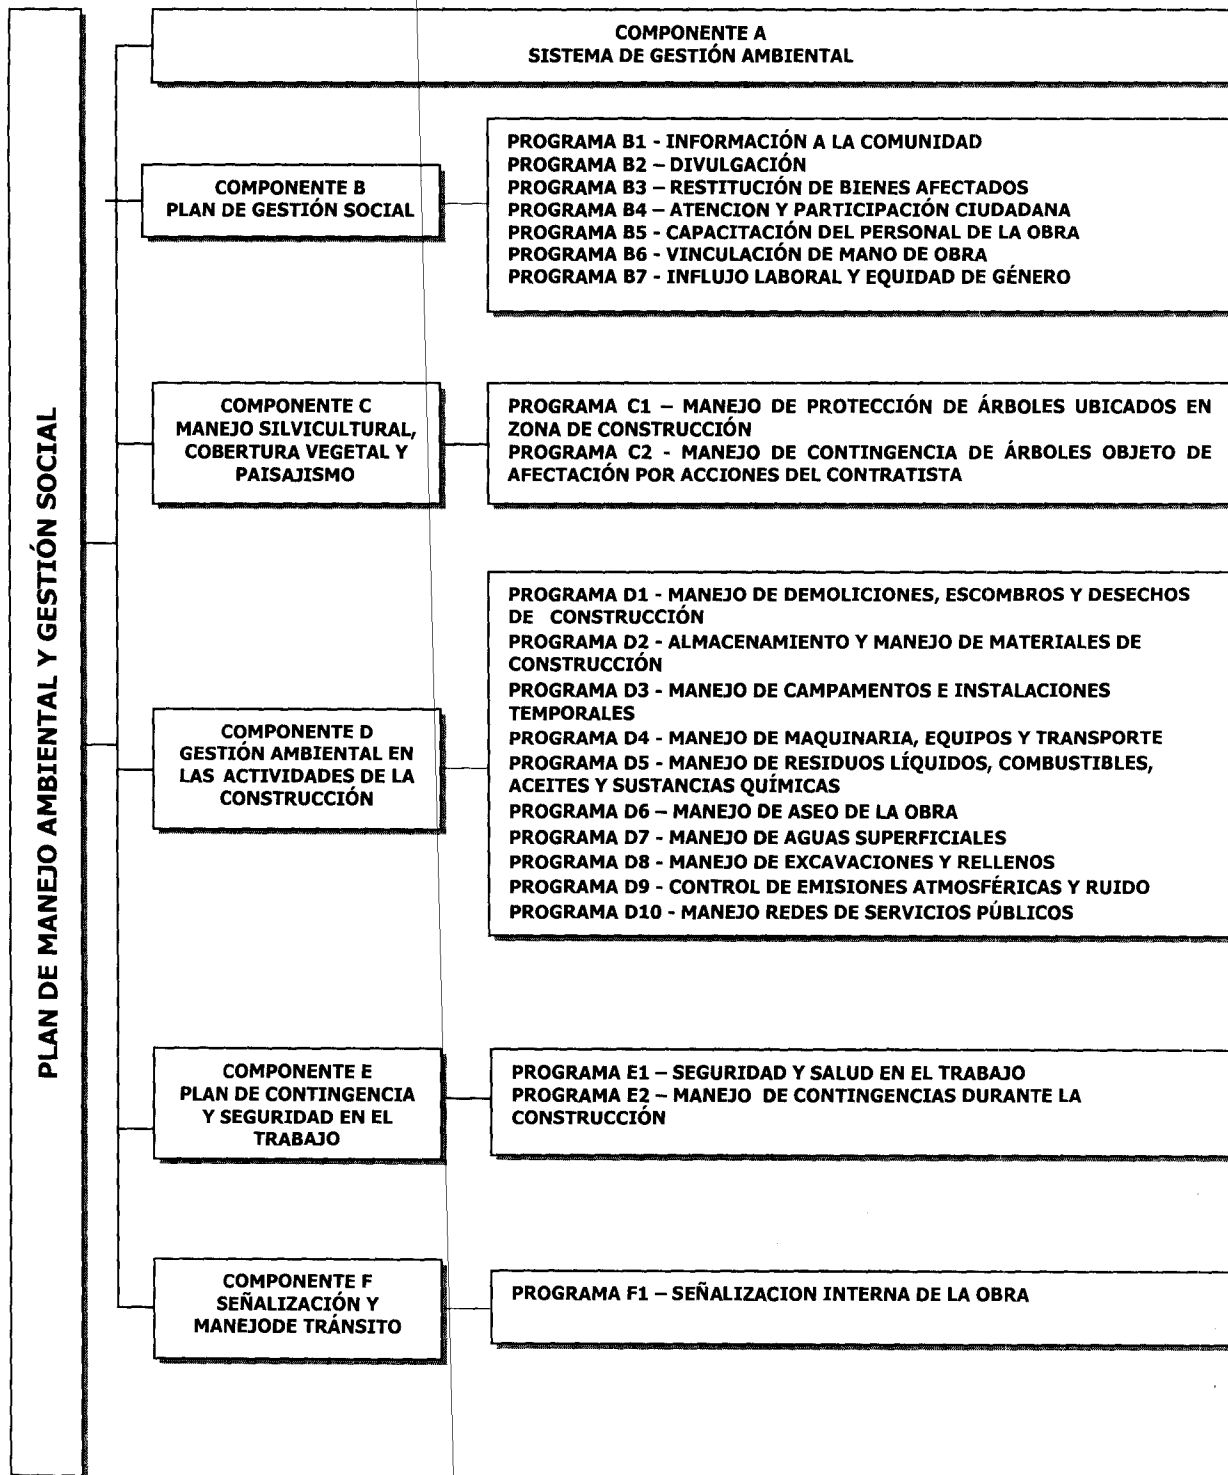 PLAN DE MANEJO AMBIENTAL Y GESTIÓN SOCIAL
COMPONENTE A
SISTEMA DE GESTIÓN AMBIENTAL
COMPONENTE B
PLAN DE GESTIÓN SOCIAL
PROGRAMA B1 - INFORMACIÓN A LA COMUNIDAD
PROGRAMA B2 – DIVULGACIÓN
PROGRAMA B3 – RESTITUCIÓN DE BIENES AFECTADOS
PROGRAMA B4 – ATENCION Y PARTICIPACIÓN CIUDADANA
PROGRAMA B5 - CAPACITACIÓN DEL PERSONAL DE LA OBRA
PROGRAMA B6 - VINCULACIÓN DE MANO DE OBRA
PROGRAMA B7 - INFLUJO LABORAL Y EQUIDAD DE GÉNERO
COMPONENTE C
MANEJO SILVICULTURAL,
COBERTURA VEGETAL Y
PAISAJISMO
PROGRAMA C1 – MANEJO DE PROTECCIÓN DE ÁRBOLES UBICADOS EN
ZONA DE CONSTRUCCIÓN
PROGRAMA C2 - MANEJO DE CONTINGENCIA DE ÁRBOLES OBJETO DE
AFECTACIÓN POR ACCIONES DEL CONTRATISTA
COMPONENTE D
GESTIÓN AMBIENTAL EN
LAS ACTIVIDADES DE LA
CONSTRUCCIÓN
PROGRAMA D1 - MANEJO DE DEMOLICIONES, ESCOMBROS Y DESECHOS
DE CONSTRUCCIÓN
PROGRAMA D2 - ALMACENAMIENTO Y MANEJO DE MATERIALES DE
CONSTRUCCIÓN
PROGRAMA D3 - MANEJO DE CAMPAMENTOS E INSTALACIONES
TEMPORALES
PROGRAMA D4 – MANEJO DE MAQUINARIA, EQUIPOS Y TRANSPORTE
PROGRAMA D5 - MANEJO DE RESIDUOS LÍQUIDOS, COMBUSTIBLES,
ACEITES Y SUSTANCIAS QUÍMICAS
PROGRAMA D6 – MANEJO DE ASEO DE LA OBRA
PROGRAMA D7 - MANEJO DE AGUAS SUPERFICIALES
PROGRAMA D8 - MANEJO DE EXCAVACIONES Y RELLENOS
PROGRAMA D9 - CONTROL DE EMISIONES ATMOSFÉRICAS Y RUIDO
PROGRAMA D10 - MANEJO REDES DE SERVICIOS PÚBLICOS
COMPONENTE E
PLAN DE CONTINGENCIA
Y SEGURIDAD EN EL
TRABAJO
PROGRAMA E1 – SEGURIDAD Y SALUD EN EL TRABAJO
PROGRAMA E2 – MANEJO DE CONTINGENCIAS DURANTE LA
CONSTRUCCIÓN
COMPONENTE F
SEÑALIZACIÓN Y
MANEJODE TRÁNSITO
PROGRAMA F1 – SEÑALIZACION INTERNA DE LA OBRA